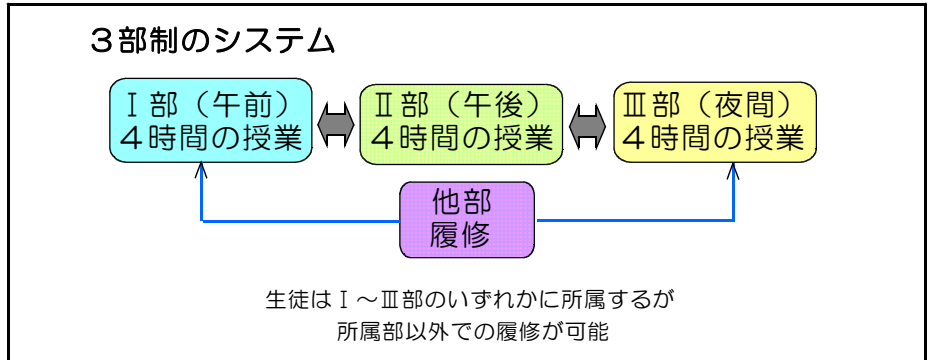 ３部制のシステム
Ⅰ部（午前）
４時間の授業
Ⅱ部（午後）
４時間の授業
Ⅲ部（夜間）
４時間の授業
他部
履修
生徒はⅠ～Ⅲ部のいずれかに所属するが
所属部以外での履修が可能